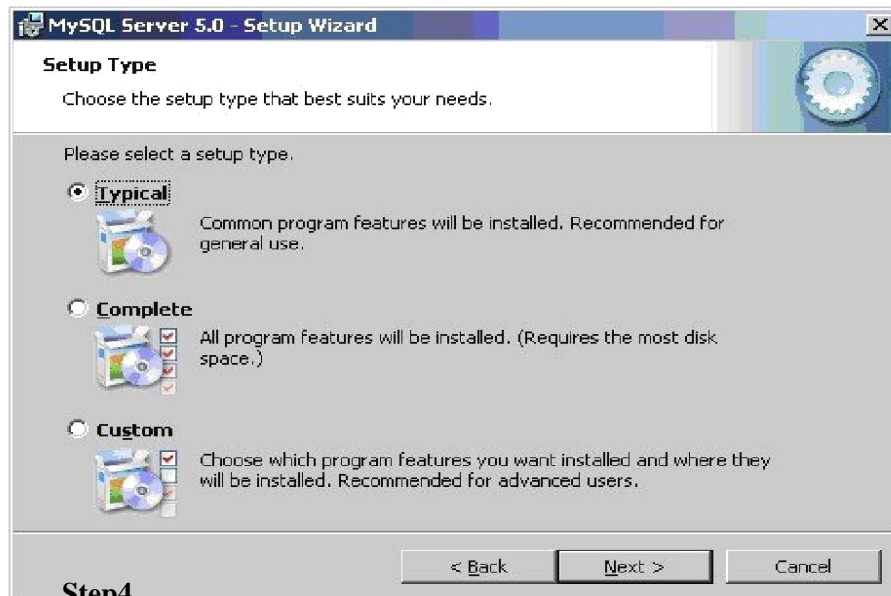 MySQL Server 5.0 - Setup Wizard
Setup Type
Choose the setup type that best suits your needs.
Please select a setup type.
Typical
Common program features will be installed. Recommended for
general use.
Complete
All program features will be installed. (Requires the most disk
space.)
Custom
Choose which program features you want installed and where they
will be installed. Recommended for advanced users.
< Back
Next >
Cancel
Step4